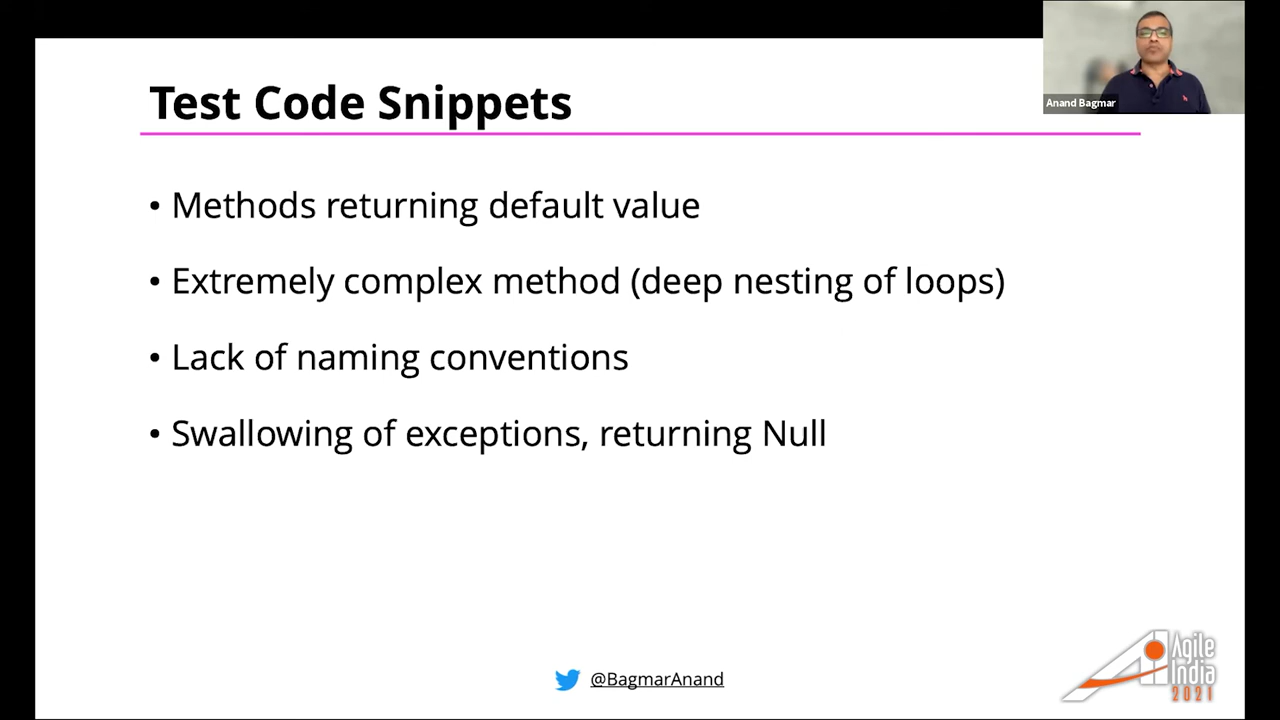 Test Code Snippets
Anand Bagmar
• Methods returning default value
• Extremely complex method (deep nesting of loops)
• Lack of naming conventions
• Swallowing of exceptions, returning Null
@BagmarAnand
Agile
India
2021